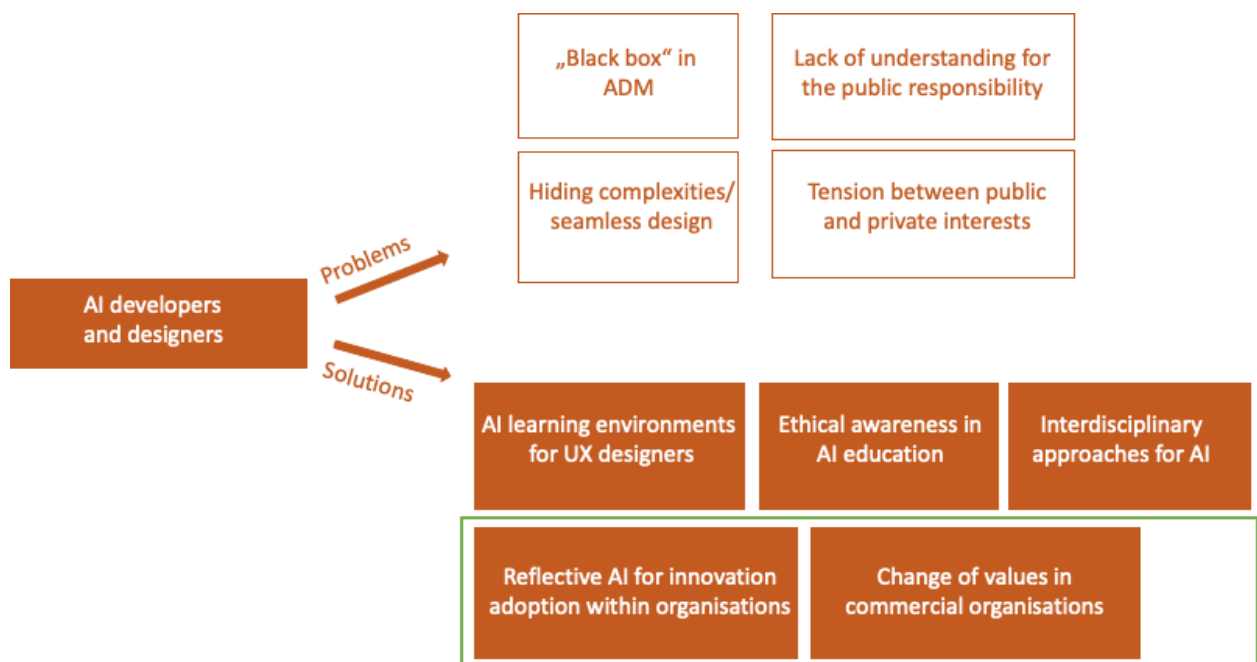 „Black box“ in
ADM
Lack of understanding for
the public responsibility
Hiding complexities/
seamless design
Tension between public
and private interests
Problems
AI developers
and designers
Solutions
AI learning environments
for UX designers
Ethical awareness in
AI education
Interdisciplinary
approaches for AI
Reflective AI for innovation
adoption within organisations
Change of values in
commercial organisations